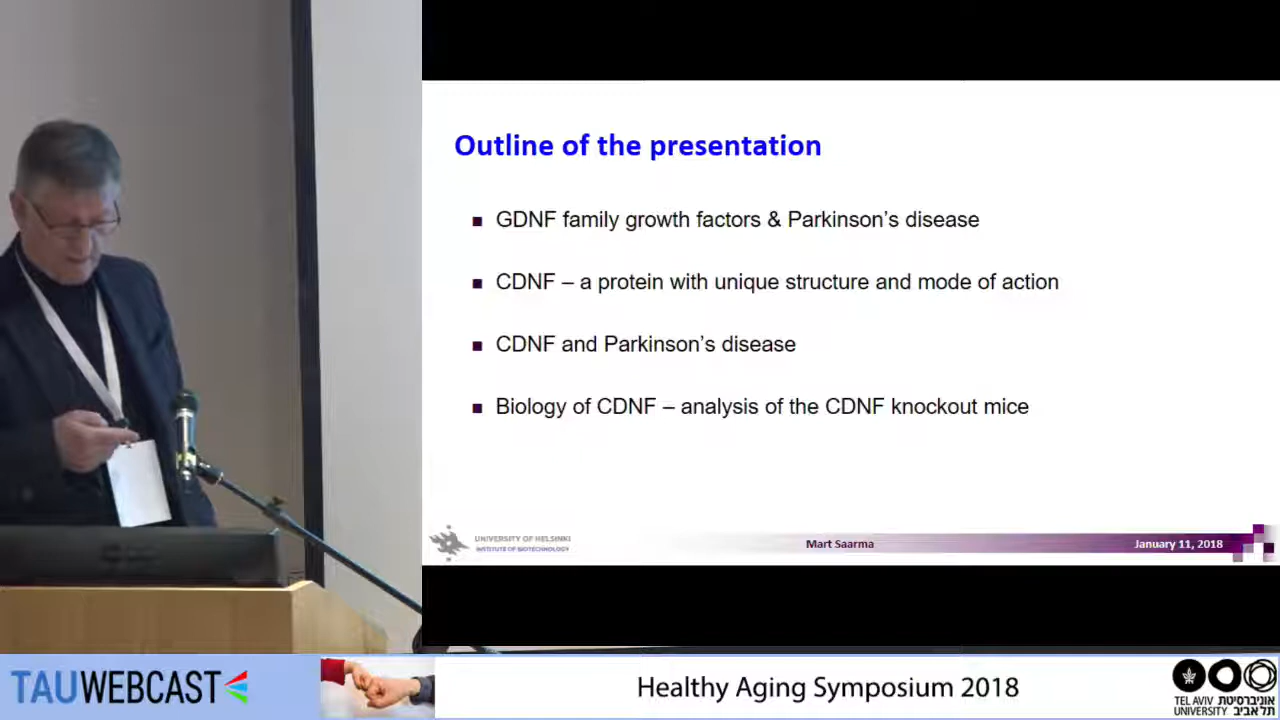 Outline of the presentation
GDNF family growth factors & Parkinson's disease
CDNF – a protein with unique structure and mode of action
CDNF and Parkinson's disease
Biology of CDNF – analysis of the CDNF knockout mice
UNIVERSITY OF HELSINKI
INSTITUTE OF BIOTECHNOLOGY
Mart Saarma
January 11, 2018
TAUWEBCAST
Healthy Aging Symposium 2018
TEL AVIV אוניברסיטת
UNIVERSITY תל אביב